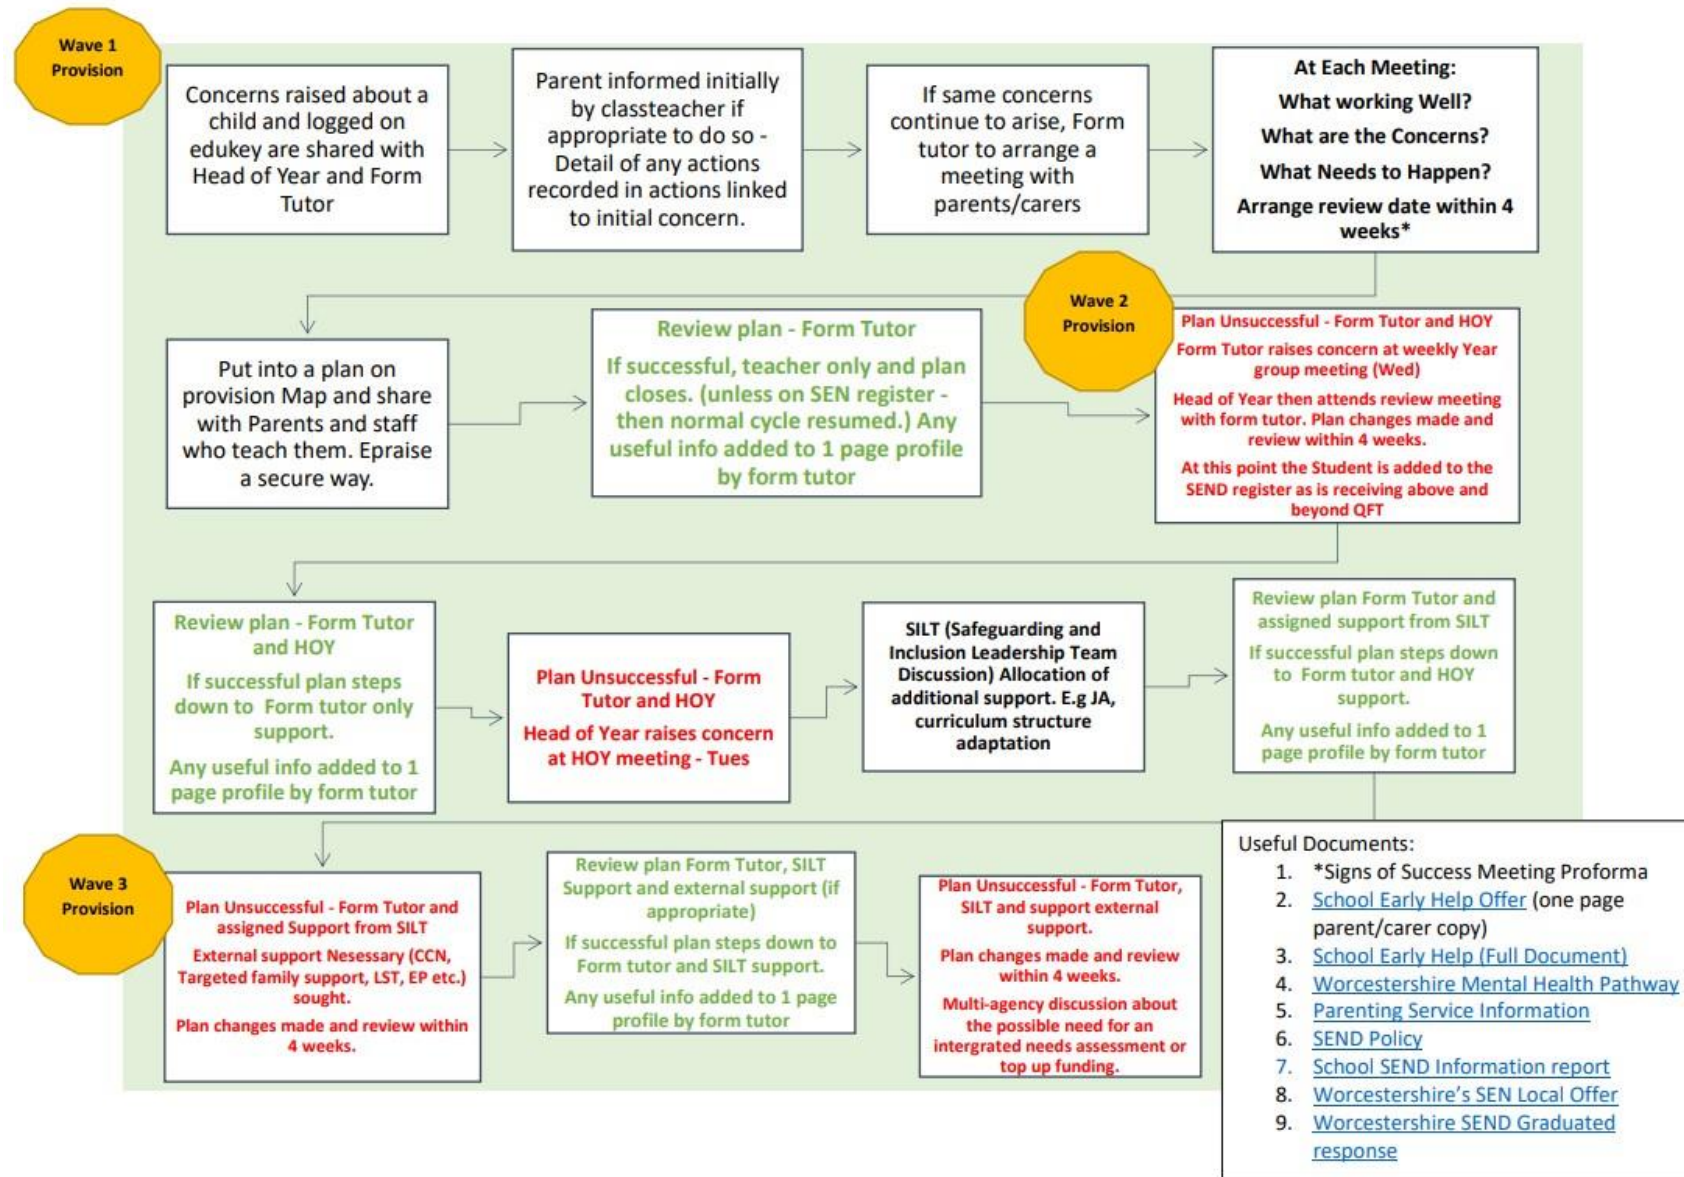 Wave 1
Provision
Concerns raised about a
child and logged on
edukey are shared with
Head of Year and Form
Tutor
Parent informed initially
by classteacher if
appropriate to do so -
Detail of any actions
recorded in actions linked
to initial concern.
If same concerns
continue to arise, Form
tutor to arrange a
meeting with
parents/carers
At Each Meeting:
What working Well?
What are the Concerns?
What Needs to Happen?
Arrange review date within 4
weeks*
Put into a plan on
provision Map and share
with Parents and staff
who teach them. Epraise
a secure way.
Review plan - Form Tutor
If successful, teacher only and plan
closes. (unless on SEN register -
then normal cycle resumed.) Any
useful info added to 1 page profile
by form tutor
Wave 2
Provision
Plan Unsuccessful - Form Tutor and HOY
Form Tutor raises concern at weekly Year
group meeting (Wed)
Head of Year then attends review meeting
with form tutor. Plan changes made and
review within 4 weeks.
At this point the Student is added to the
SEND register as is receiving above and
beyond QFT
Review plan - Form Tutor
and HOY
If successful plan steps
down to Form tutor only
support.
Any useful info added to 1
page profile by form tutor
Plan Unsuccessful - Form
Tutor and HOY
Head of Year raises concern
at HOY meeting - Tues
SILT (Safeguarding and
Inclusion Leadership Team
Discussion) Allocation of
additional support. E.g JA,
curriculum structure
adaptation
Review plan Form Tutor and
assigned support from SILT
If successful plan steps down
to Form tutor and HOY
support.
Any useful info added to 1
page profile by form tutor
Wave 3
Provision
Plan Unsuccessful - Form Tutor and
assigned Support from SILT
External support Nesessary (CCN,
Targeted family support, LST, EP etc.)
sought.
Plan changes made and review within
4 weeks.
Review plan Form Tutor, SILT
Support and external support (if
appropriate)
If successful plan steps down to
Form tutor and SILT support.
Any useful info added to 1 page
profile by form tutor
Plan Unsuccessful - Form Tutor,
SILT and support external
support.
Plan changes made and review
within 4 weeks.
Multi-agency discussion about
the possible need for an
intergrated needs assessment or
top up funding.
Useful Documents:
1. *Signs of Success Meeting Proforma
2. School Early Help Offer (one page
parent/carer copy)
3. School Early Help (Full Document)
4. Worcestershire Mental Health Pathway
5. Parenting Service Information
6. SEND Policy
7. School SEND Information report
8. Worcestershire's SEN Local Offer
9. Worcestershire SEND Graduated
response